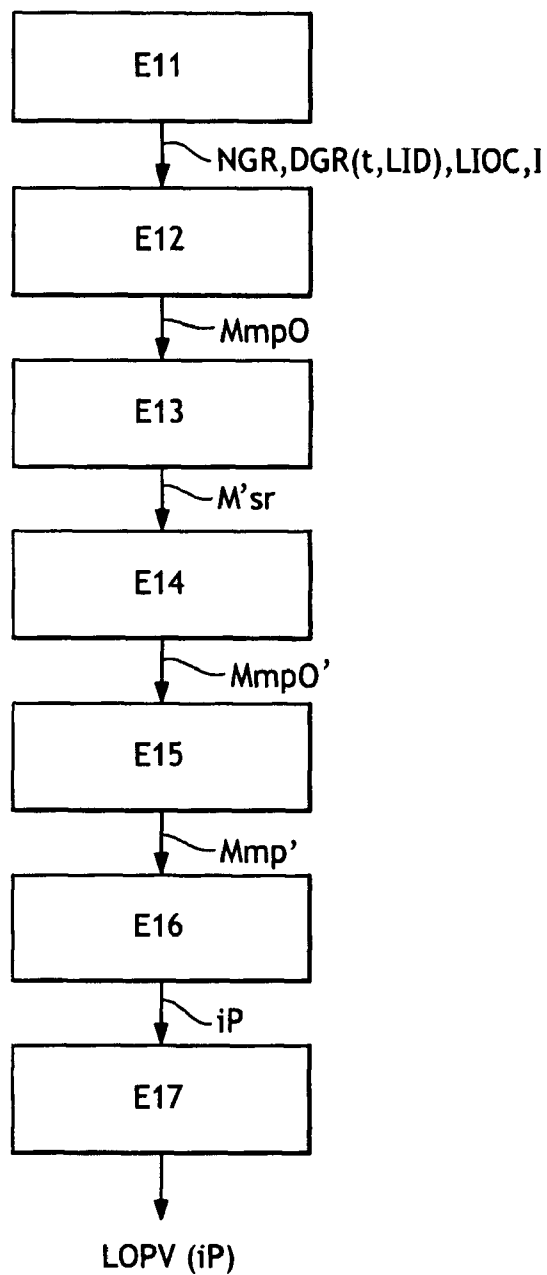 E11
NGR,DGR(t,LID),LIOC,I
E12
MmpO
E13
M'sr
E14
MmpO'
E15
Mmp'
E16
iP
E17
LOPV (iP)